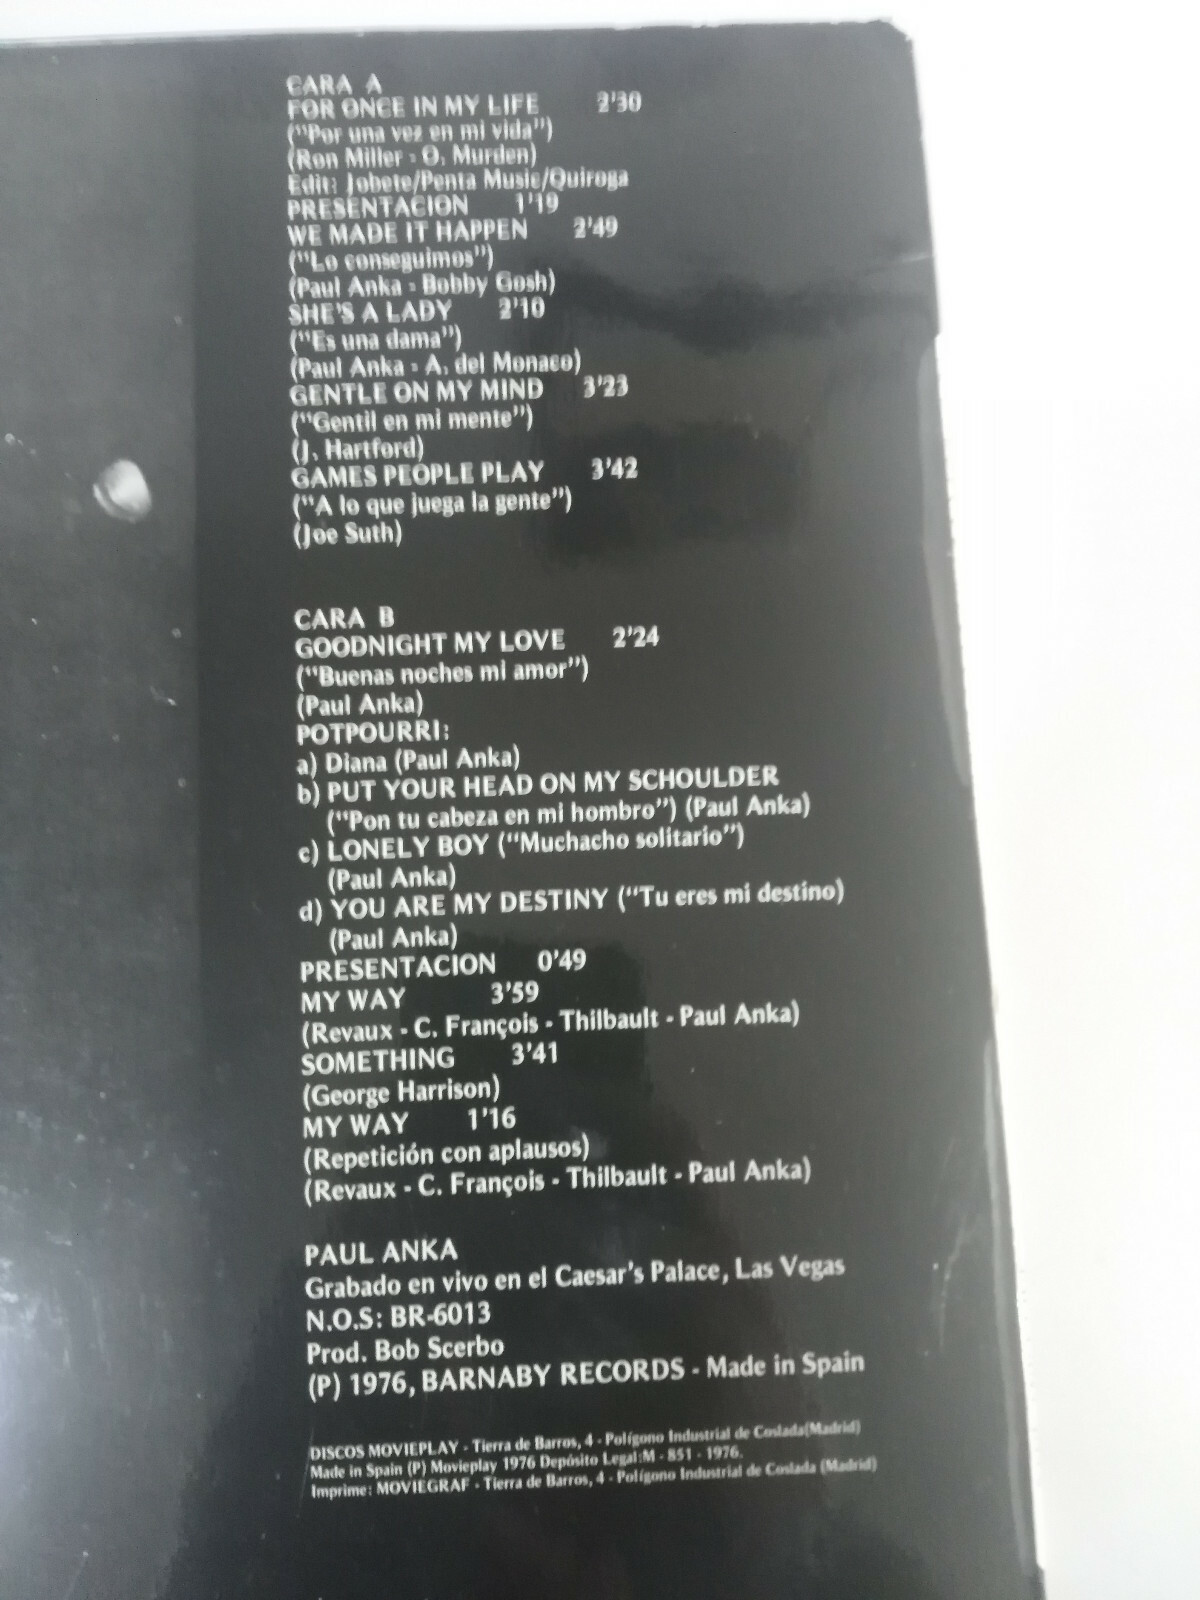 CARA A
FOR ONCE IN MY LIFE 2'30
("Por una vez en mi vida")
(Ron Miller - O. Murden)
Edit: Jobete/Penta Music/Quiroga
PRESENTACION 1'19
WE MADE IT HAPPEN 2'49
("Lo conseguimos")
(Paul Anka - Bobby Gosh)
SHE'S A LADY 2'10
("Es una dama")
(Paul Anka - A. del Monaco)
GENTLE ON MY MIND 3'23
("Gentil en mi mente")
(J. Hartford)
GAMES PEOPLE PLAY 3'42
("A lo que juega la gente")
(Joe Suth)
CARA B
GOODNIGHT MY LOVE 2'24
("Buenas noches mi amor")
(Paul Anka)
POTPOURRI:
a) Diana (Paul Anka)
b) PUT YOUR HEAD ON MY SCHOULDER
("Pon tu cabeza en mi hombro") (Paul Anka)
c) LONELY BOY ("Muchacho solitario")
(Paul Anka)
d) YOU ARE MY DESTINY ("Tu eres mi destino)
(Paul Anka)
PRESENTACION 0'49
MY WAY 3'59
(Revaux - C. François - Thilbault - Paul Anka)
SOMETHING 3'41
(George Harrison)
MY WAY 1'16
(Repetición con aplausos)
(Revaux - C. François - Thilbault - Paul Anka)
PAUL ANKA
Grabado en vivo en el Caesar's Palace, Las Vegas
N.O.S: BR-6013
Prod. Bob Scerbo
(P) 1976, BARNABY RECORDS - Made in Spain
DISCOS MOVIEPLAY - Tierra de Barros, 4 - Polígono Industrial de Coslada(Madrid)
Made in Spain (P) Movieplay 1976 Depósito Legal:M - 851 - 1976.
Imprime: MOVIEGRAF - Tierra de Barros, 4 - Polígono Industrial de Coslada (Madrid)